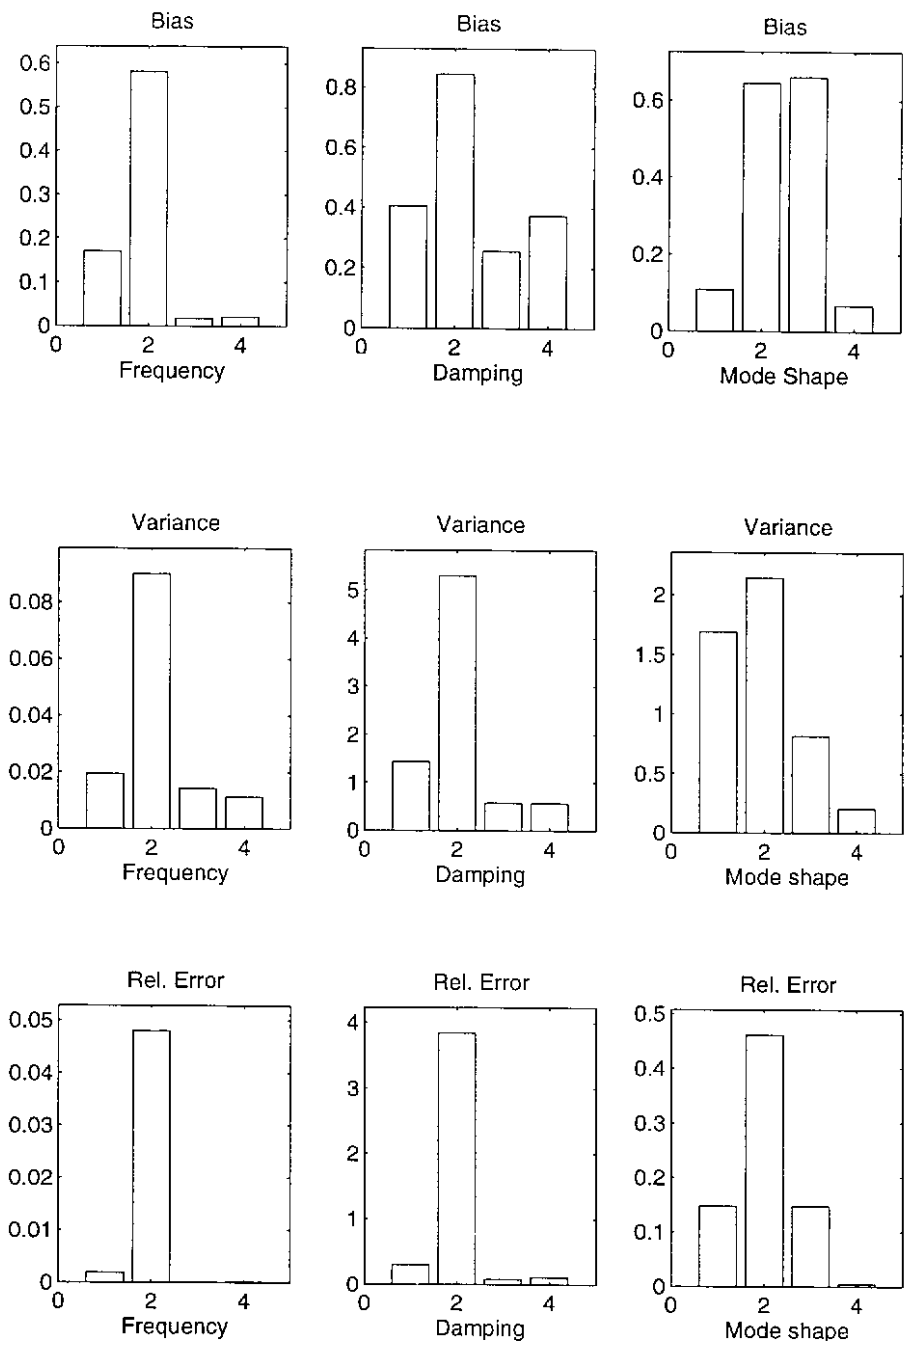 Bias
0.6
0.5
0.4
0.3
0.2
0.1
0
0 2 4
Frequency
Bias
0.8
0.6
0.4
0.2
0
0 2 4
Damping
Bias
0.6
0.4
0.2
0
0 2 4
Mode Shape
Variance
0.08
0.06
0.04
0.02
0
0 2 4
Frequency
Variance
5
4
3
2
1
0
0 2 4
Damping
Variance
2
1.5
1
0.5
0
0 2 4
Mode shape
Rel. Error
0.05
0.04
0.03
0.02
0.01
0
0 2 4
Frequency
Rel. Error
4
3
2
1
0
0 2 4
Damping
Rel. Error
0.5
0.4
0.3
0.2
0.1
0
0 2 4
Mode shape